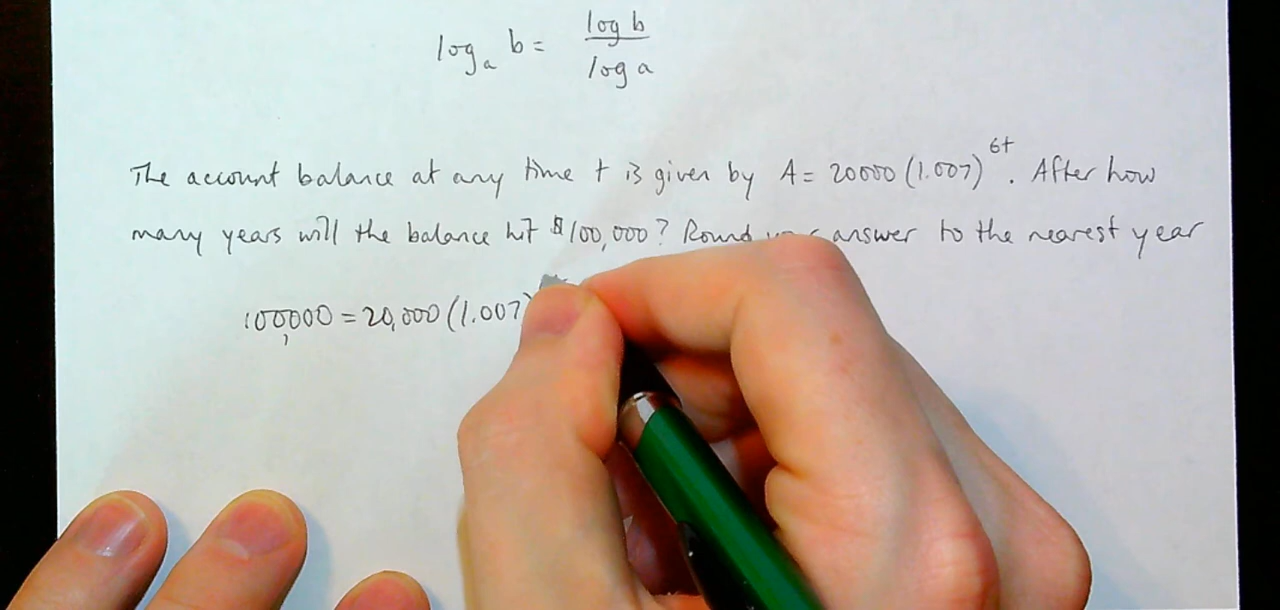 log_a b = log b / log a
The account balance at any time t is given by A = 20000 (1.007)^6t. After how
many years will the balance hit $100,000? Round answer to the nearest year
100,000 = 20,000 (1.007)